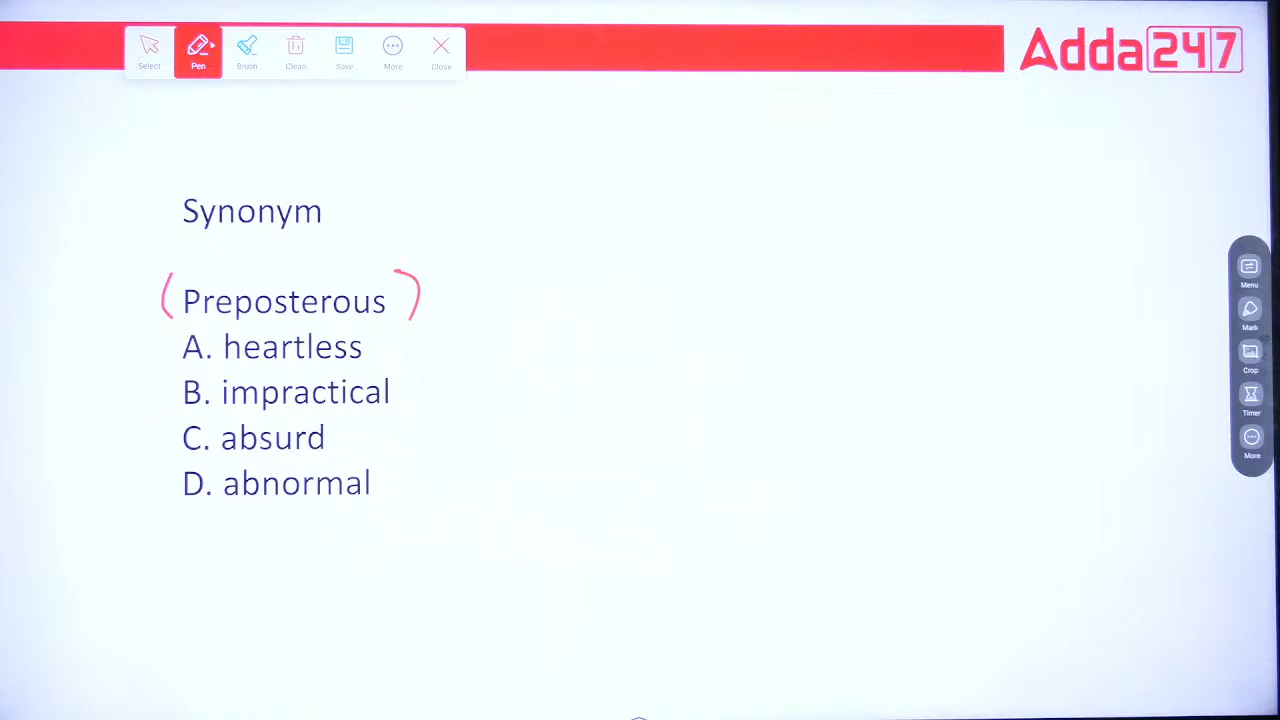 Select Pen Brush Clean Save More Close
Adda247
Synonym
Preposterous
A. heartless
B. impractical
C. absurd
D. abnormal
Menu
Mark
Crop
Timer
More